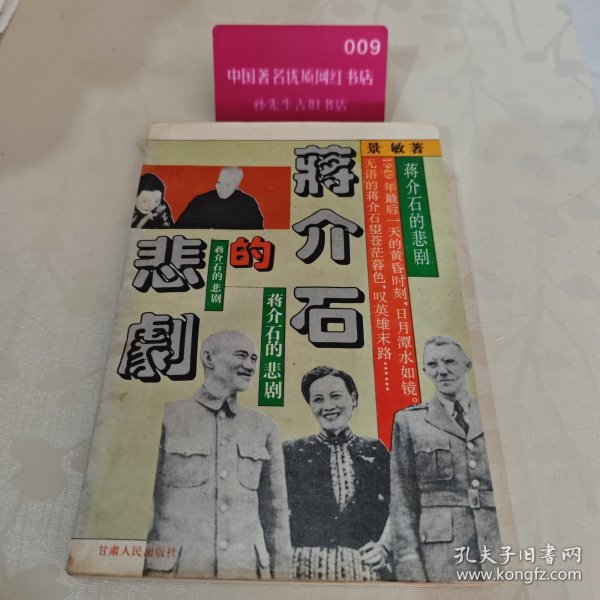 009
中国著名优质网红书店
孙先生古旧书店
景 敏著
蒋介石的悲剧
1949年最后一天的黄昏时刻，日月潭水如镜。
无语的蒋介石望苍茫暮色，叹英雄末路……
蔣介石
的
悲劇
蒋介石的悲剧
蒋介石的悲剧
甘肃人民出版社
孔夫子旧书网
www.kongfz.com